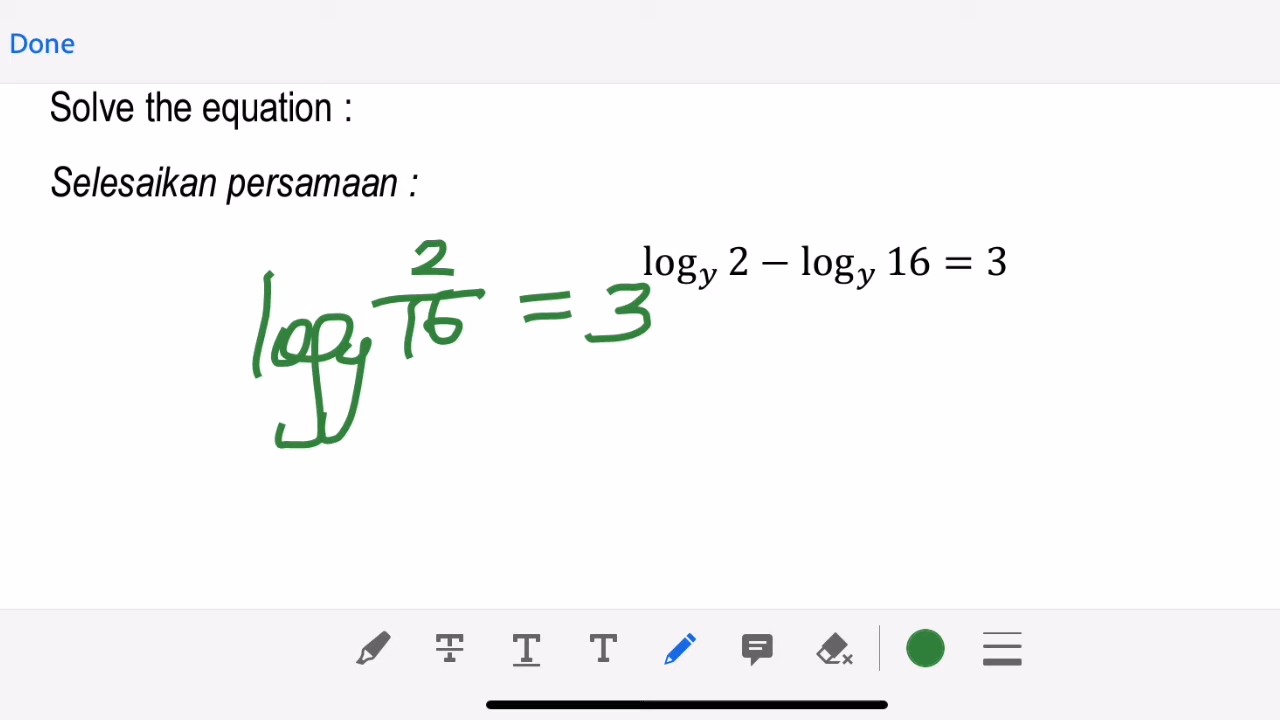 Done
Solve the equation :
Selesaikan persamaan :
log_y 2 − log_y 16 = 3
log_y 2/16 = 3
T T T